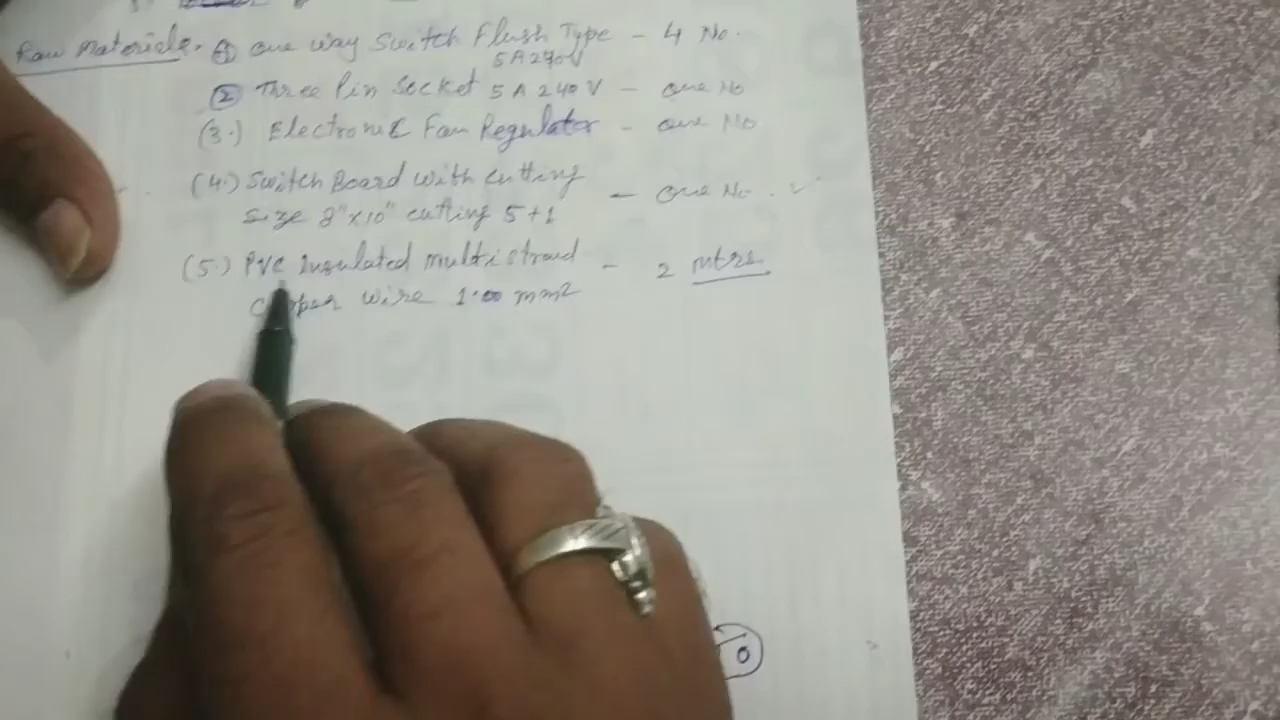 Raw Materials. (1) One way Switch Flush Type - 4 No.
5A 240V
(2) Three Pin Socket 5 A 240 V - One No
(3.) Electronic Fan Regulator - One No
(4.) Switch Board with cutting
size 8"x10" cutting 5+1 - One No.
(5.) PVC Insulated multistrand - 2 mtrs
copper wire 1.00 mm2
0